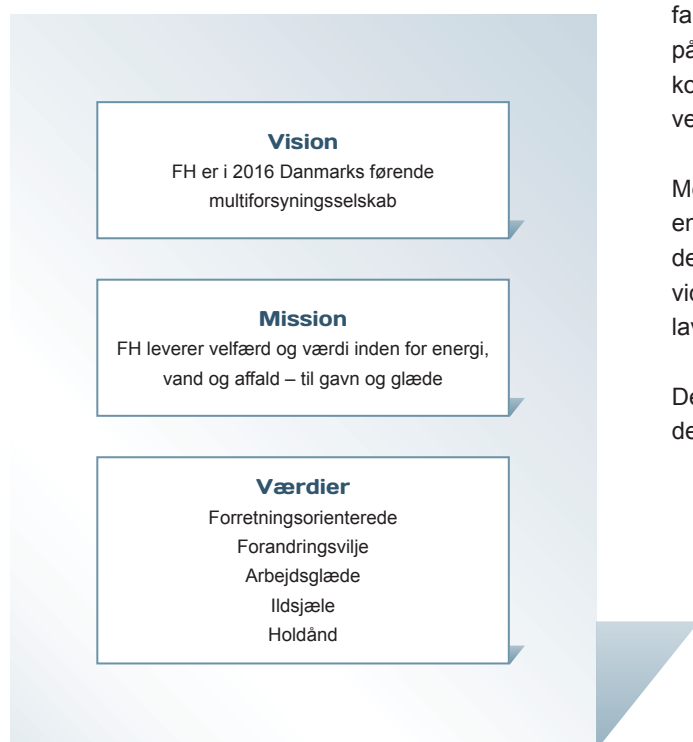 Vision
FH er i 2016 Danmarks førende
multiforsyningsselskab
Mission
FH leverer velfærd og værdi inden for energi,
vand og affald – til gavn og glæde
Værdier
Forretningsorienterede
Forandringsvilje
Arbejdsglæde
Ildsjæle
Holdånd